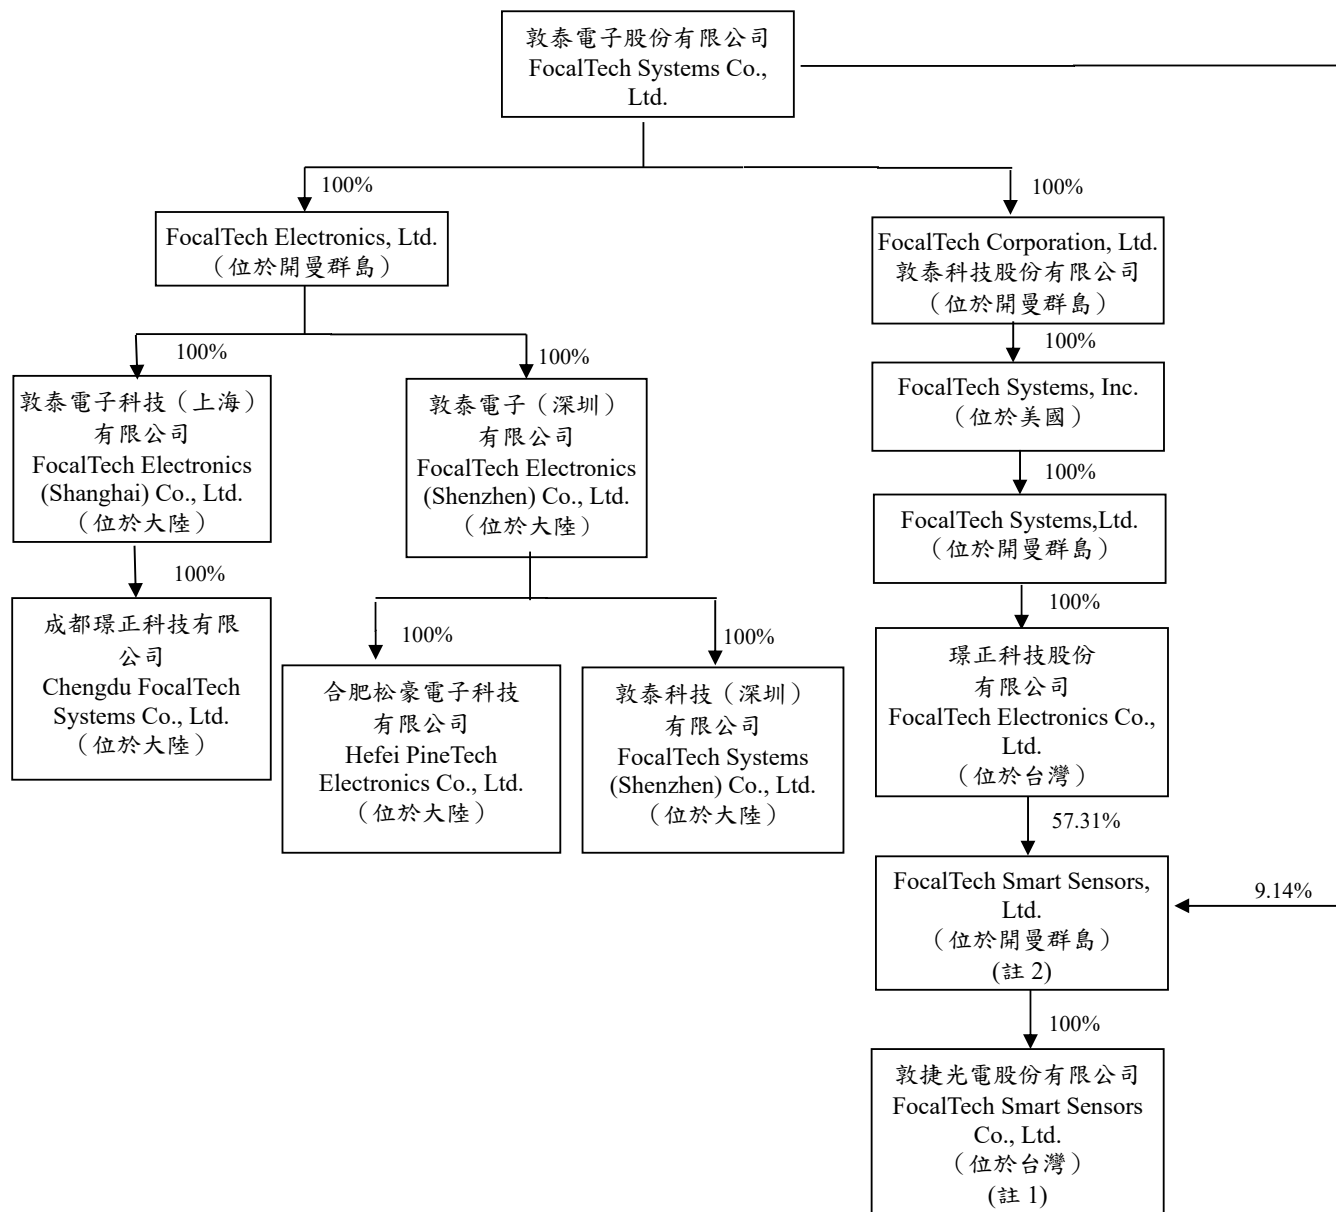 敦泰電子股份有限公司
FocalTech Systems Co.,
Ltd.
100%
100%
FocalTech Electronics, Ltd.
（位於開曼群島）
FocalTech Corporation, Ltd.
敦泰科技股份有限公司
（位於開曼群島）
100%
100%
100%
敦泰電子科技（上海）
有限公司
FocalTech Electronics
(Shanghai) Co., Ltd.
（位於大陸）
敦泰電子（深圳）
有限公司
FocalTech Electronics
(Shenzhen) Co., Ltd.
（位於大陸）
FocalTech Systems, Inc.
（位於美國）
100%
FocalTech Systems,Ltd.
（位於開曼群島）
100%
100%
100%
100%
成都璟正科技有限
公司
Chengdu FocalTech
Systems Co., Ltd.
（位於大陸）
合肥松豪電子科技
有限公司
Hefei PineTech
Electronics Co., Ltd.
（位於大陸）
敦泰科技（深圳）
有限公司
FocalTech Systems
(Shenzhen) Co., Ltd.
（位於大陸）
璟正科技股份
有限公司
FocalTech Electronics Co.,
Ltd.
（位於台灣）
57.31%
FocalTech Smart Sensors,
Ltd.
（位於開曼群島）
(註 2)
9.14%
100%
敦捷光電股份有限公司
FocalTech Smart Sensors
Co., Ltd.
（位於台灣）
(註 1)